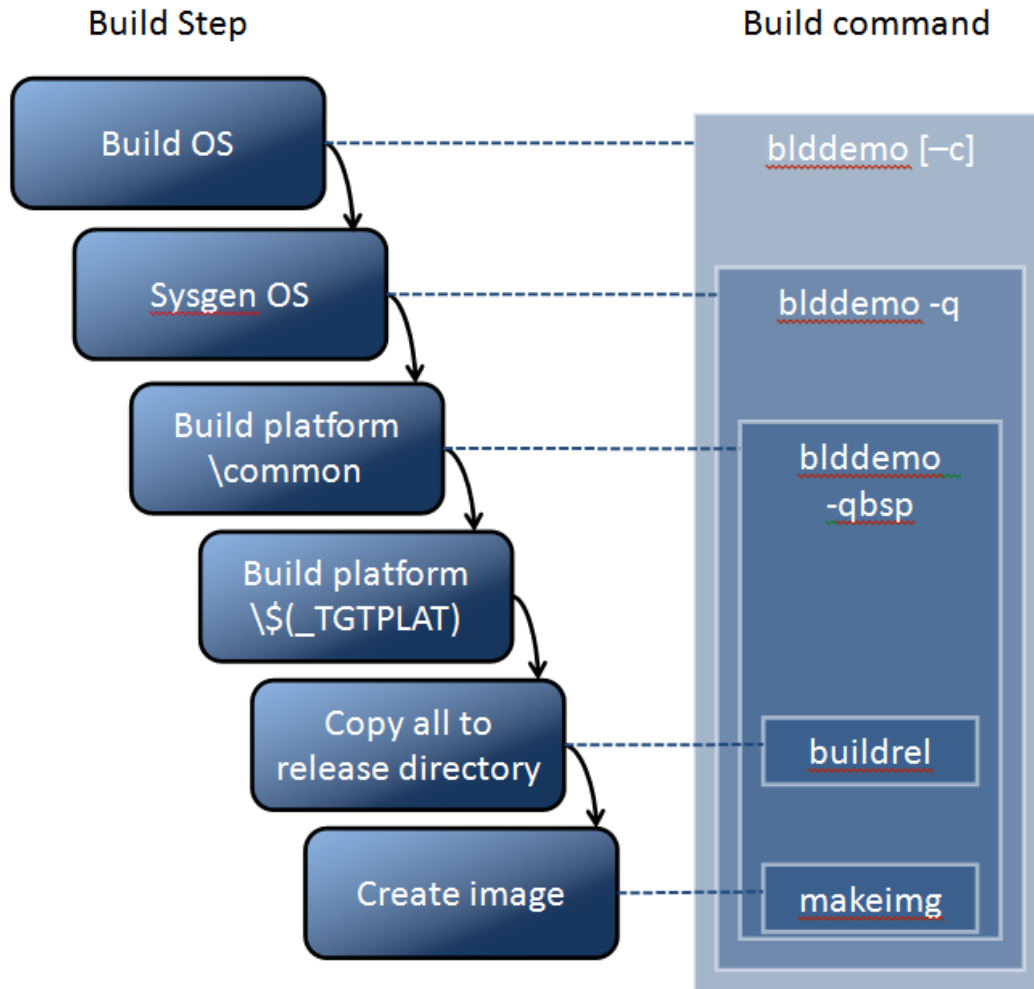 Build Step
Build command
Build OS
blddemo [–c]
Sysgen OS
blddemo -q
Build platform
\common
blddemo
-qbsp
Build platform
\$(_TGTPLAT)
Copy all to
release directory
buildrel
Create image
makeimg